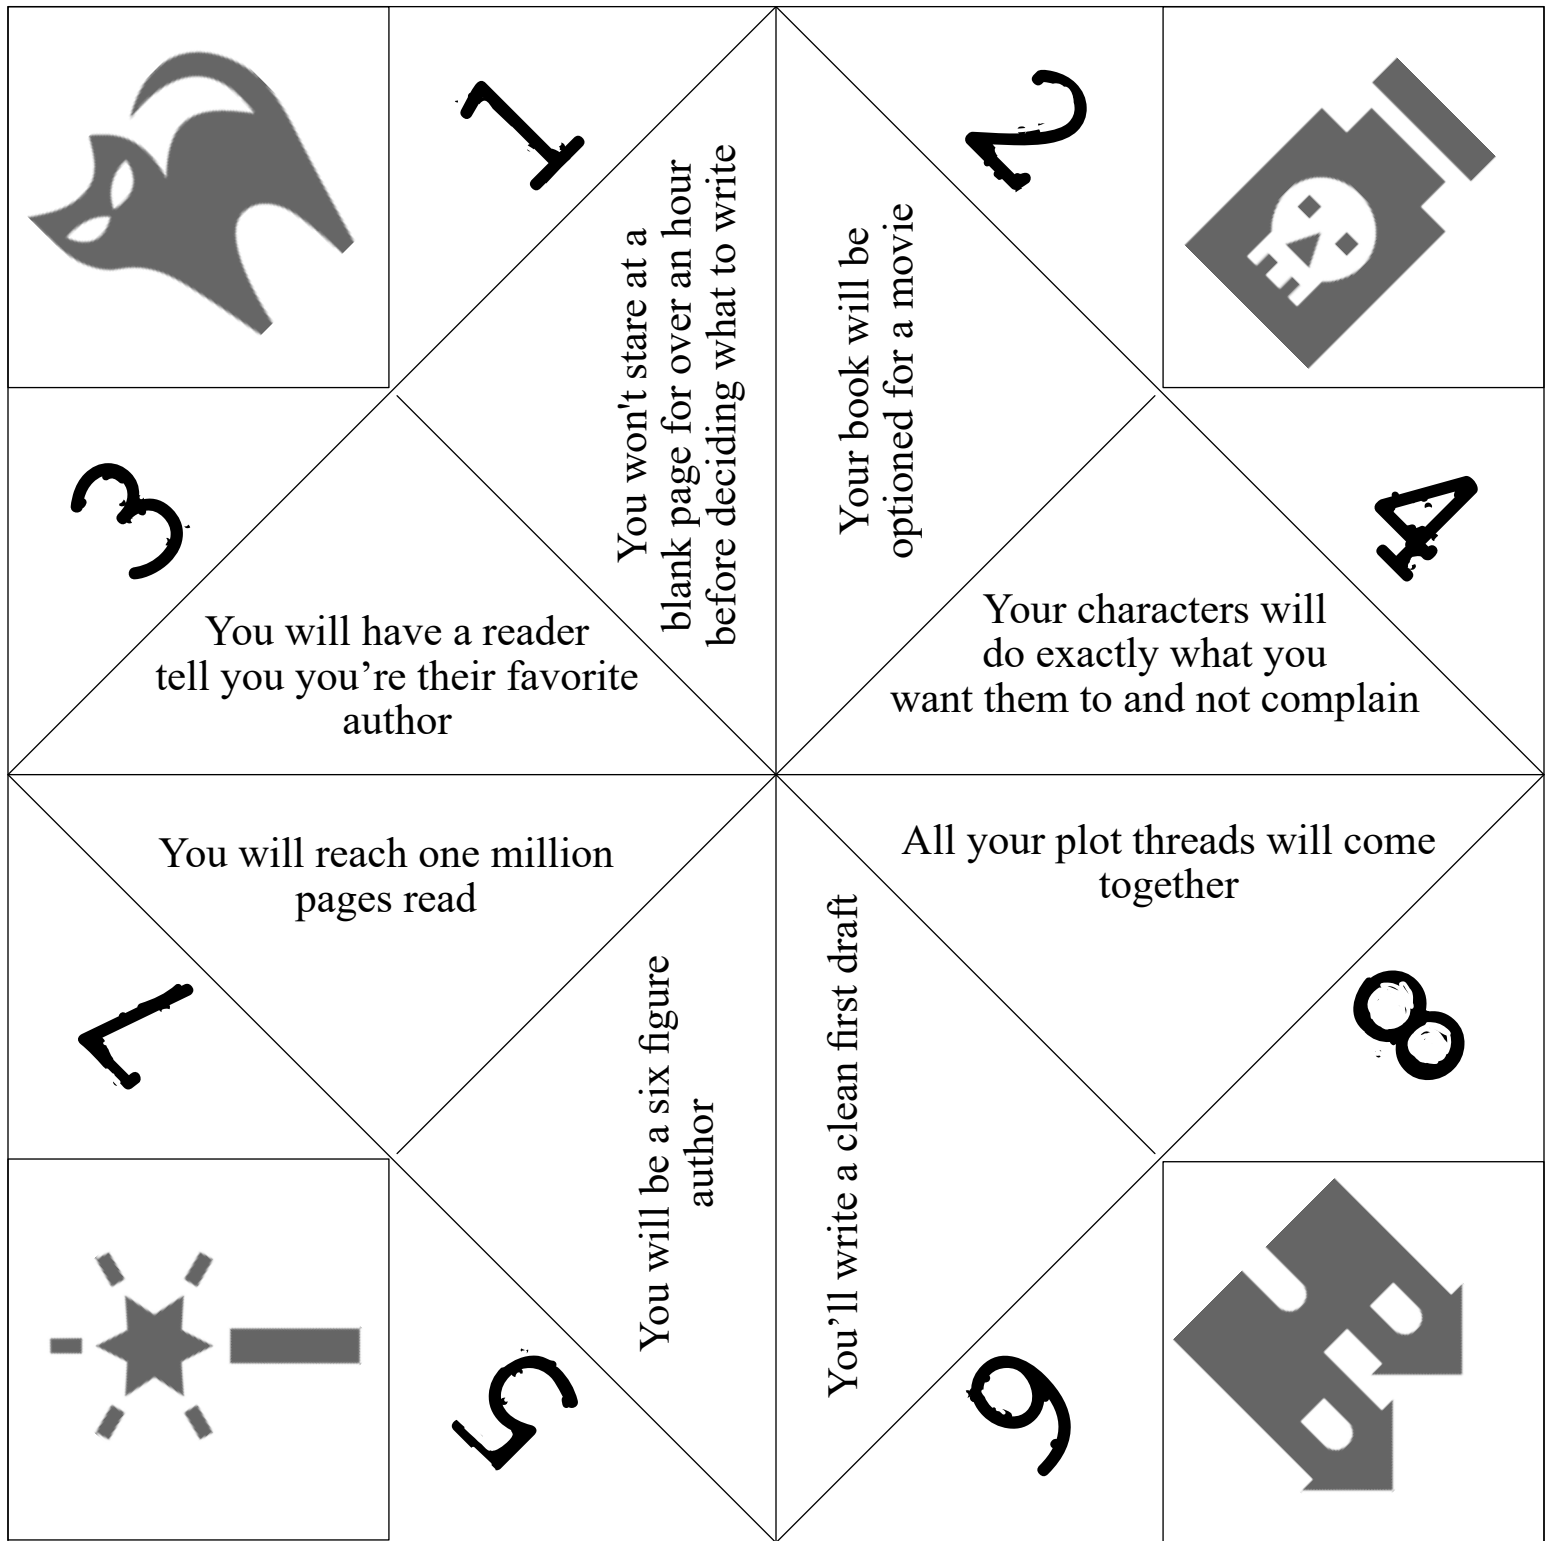 1
2
You won't stare at a
blank page for over an hour
before deciding what to write
Your book will be
optioned for a movie
3
4
You will have a reader
tell you you’re their favorite
author
Your characters will
do exactly what you
want them to and not complain
You will reach one million
pages read
All your plot threads will come
together
7
8
You will be a six figure
author
You’ll write a clean first draft
5
6